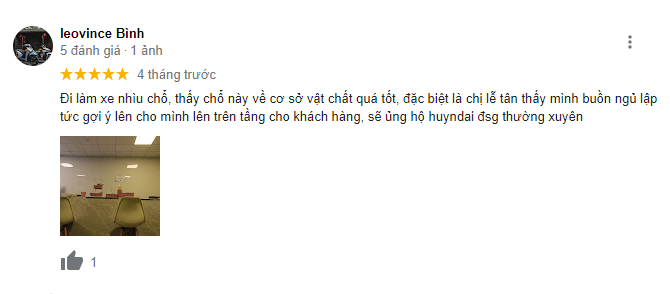 leovince Bình
5 đánh giá · 1 ảnh
4 tháng trước
Đi làm xe nhìu chổ, thấy chổ này về cơ sở vật chất quá tốt, đặc biệt là chị lễ tân thấy mình buồn ngủ lập
tức gợi ý lên cho mình lên trên tầng cho khách hàng, sẽ ủng hộ huyndai đsg thường xuyên
1